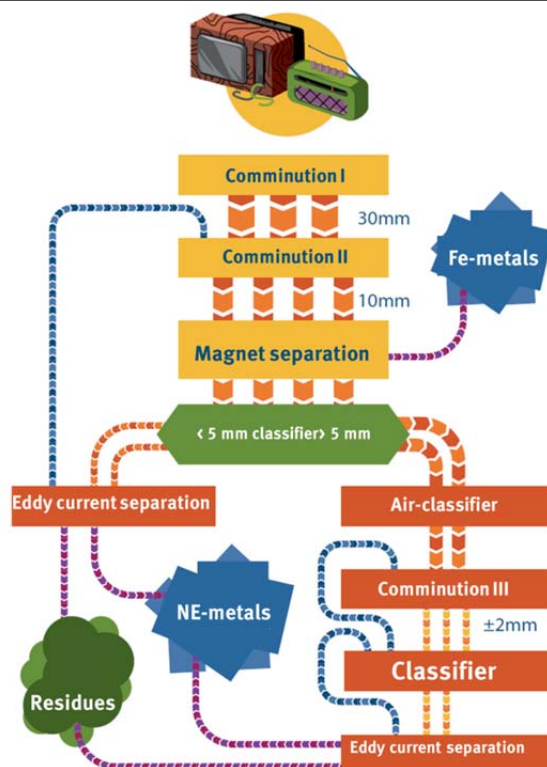 Comminution I
30mm
Comminution II
Fe-metals
10mm
Magnet separation
< 5 mm classifier> 5 mm
Eddy current separation
Air-classifier
NE-metals
Comminution III
±2mm
Classifier
Residues
Eddy current separation